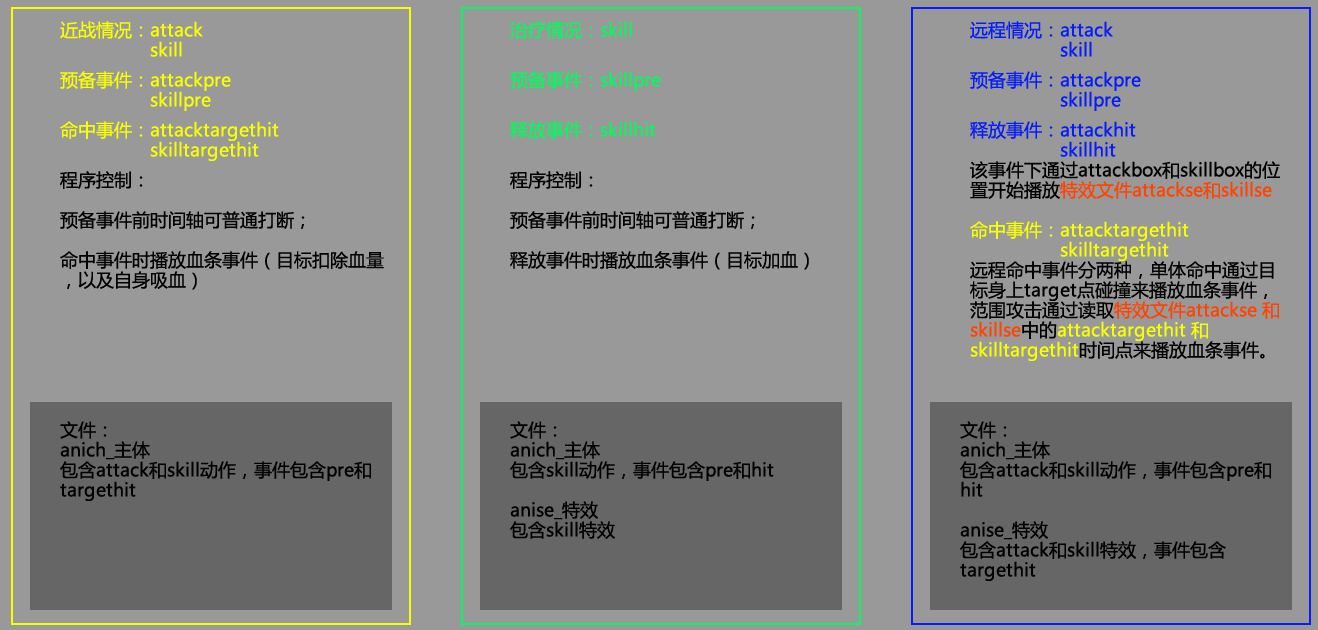 近战情况：attack
skill
预备事件：attackpre
skillpre
命中事件：attacktargethit
skilltargethit
程序控制：
预备事件前时间轴可普通打断；
命中事件时播放血条事件（目标扣除血量
，以及自身吸血）
文件：
anich_主体
包含attack和skill动作，事件包含pre和
targethit
治疗情况：skill
预备事件：skillpre
释放事件：skillhit
程序控制：
预备事件前时间轴可普通打断；
释放事件时播放血条事件（目标加血）
文件：
anich_主体
包含skill动作，事件包含pre和hit
anise_特效
包含skill特效
远程情况：attack
skill
预备事件：attackpre
skillpre
释放事件：attackhit
skillhit
该事件下通过attackbox和skillbox的位
置开始播放特效文件attackse和skillse
命中事件：attacktargethit
skilltargethit
远程命中事件分两种，单体命中通过目
标身上target点碰撞来播放血条事件，
范围攻击通过读取特效文件attackse 和
skillse中的attacktargethit 和
skilltargethit时间点来播放血条事件。
文件：
anich_主体
包含attack和skill动作，事件包含pre和
hit
anise_特效
包含attack和skill特效，事件包含
targethit